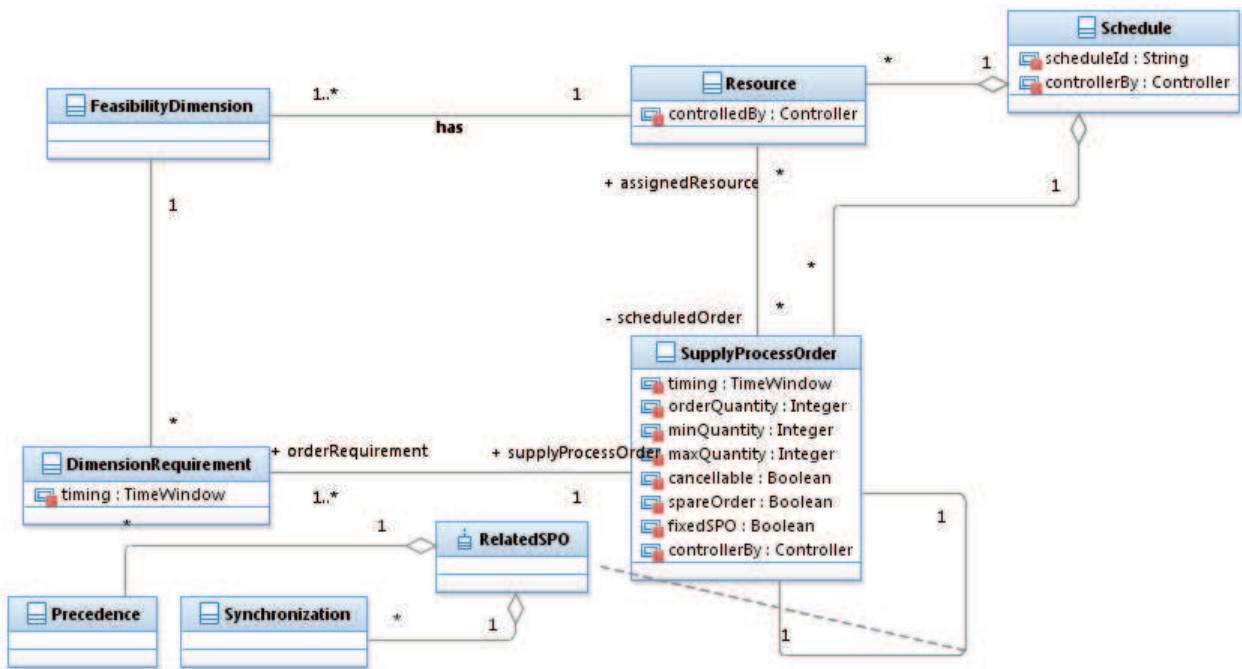 Schedule
scheduleId : String
controllerBy : Controller
*
1
Resource
controlledBy : Controller
FeasibilityDimension
1..*
1
has
+ assignedResource
*
1
1
*
*
- scheduledOrder
SupplyProcessOrder
timing : TimeWindow
orderQuantity : Integer
minQuantity : Integer
maxQuantity : Integer
cancellable : Boolean
spareOrder : Boolean
fixedSPO : Boolean
controllerBy : Controller
*
+ orderRequirement
+ supplyProcessOrder
DimensionRequirement
timing : TimeWindow
1..*
1
1
*
1
RelatedSPO
Precedence
Synchronization
*
1
1